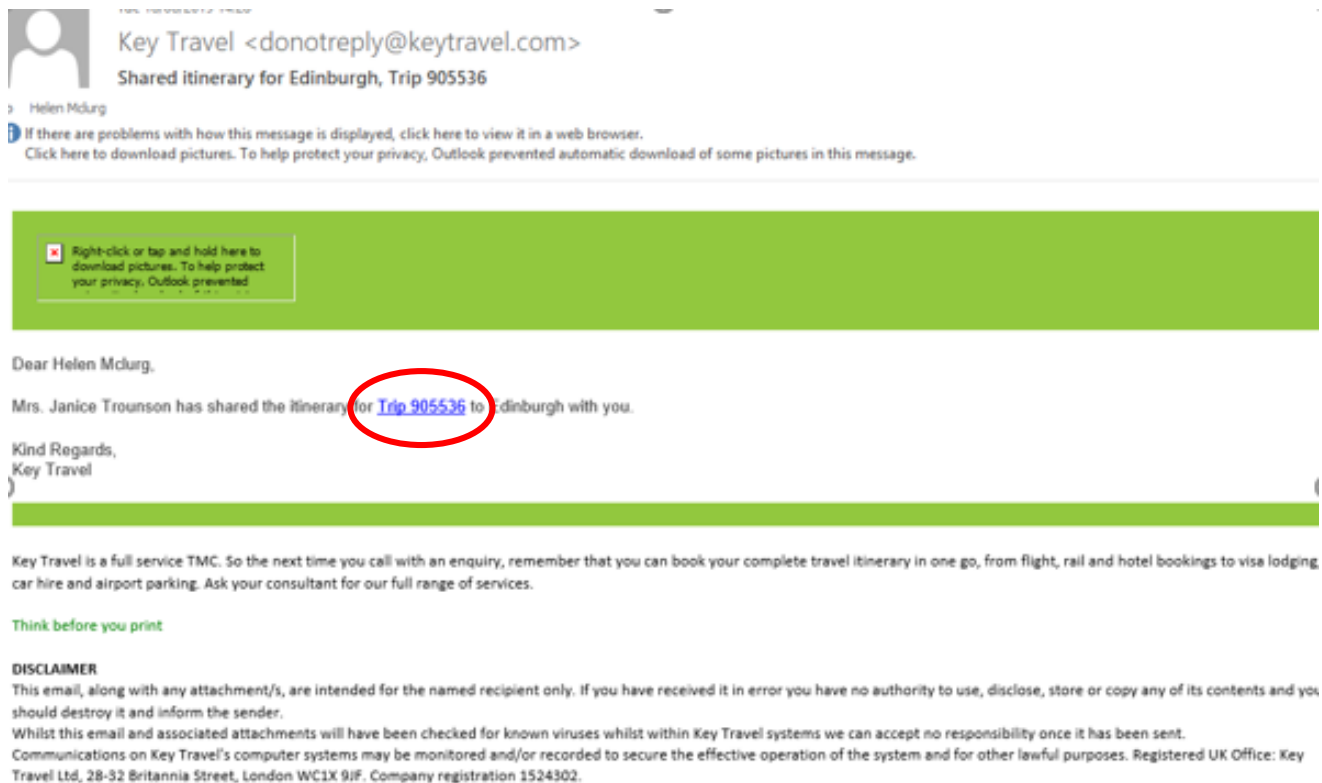 Key Travel <donotreply@keytravel.com>
Shared itinerary for Edinburgh, Trip 905536
Helen Mclurg
If there are problems with how this message is displayed, click here to view it in a web browser.
Click here to download pictures. To help protect your privacy, Outlook prevented automatic download of some pictures in this message.
Right-click or tap and hold here to
download pictures. To help protect
your privacy, Outlook prevented
Dear Helen Mclurg,
Mrs. Janice Trounson has shared the itinerary for Trip 905536 to Edinburgh with you.
Kind Regards,
Key Travel
Key Travel is a full service TMC. So the next time you call with an enquiry, remember that you can book your complete travel itinerary in one go, from flight, rail and hotel bookings to visa lodging,
car hire and airport parking. Ask your consultant for our full range of services.
Think before you print
DISCLAIMER
This email, along with any attachment/s, are intended for the named recipient only. If you have received it in error you have no authority to use, disclose, store or copy any of its contents and you
should destroy it and inform the sender.
Whilst this email and associated attachments will have been checked for known viruses whilst within Key Travel systems we can accept no responsibility once it has been sent.
Communications on Key Travel's computer systems may be monitored and/or recorded to secure the effective operation of the system and for other lawful purposes. Registered UK Office: Key
Travel Ltd, 28-32 Britannia Street, London WC1X 9JF. Company registration 1524302.